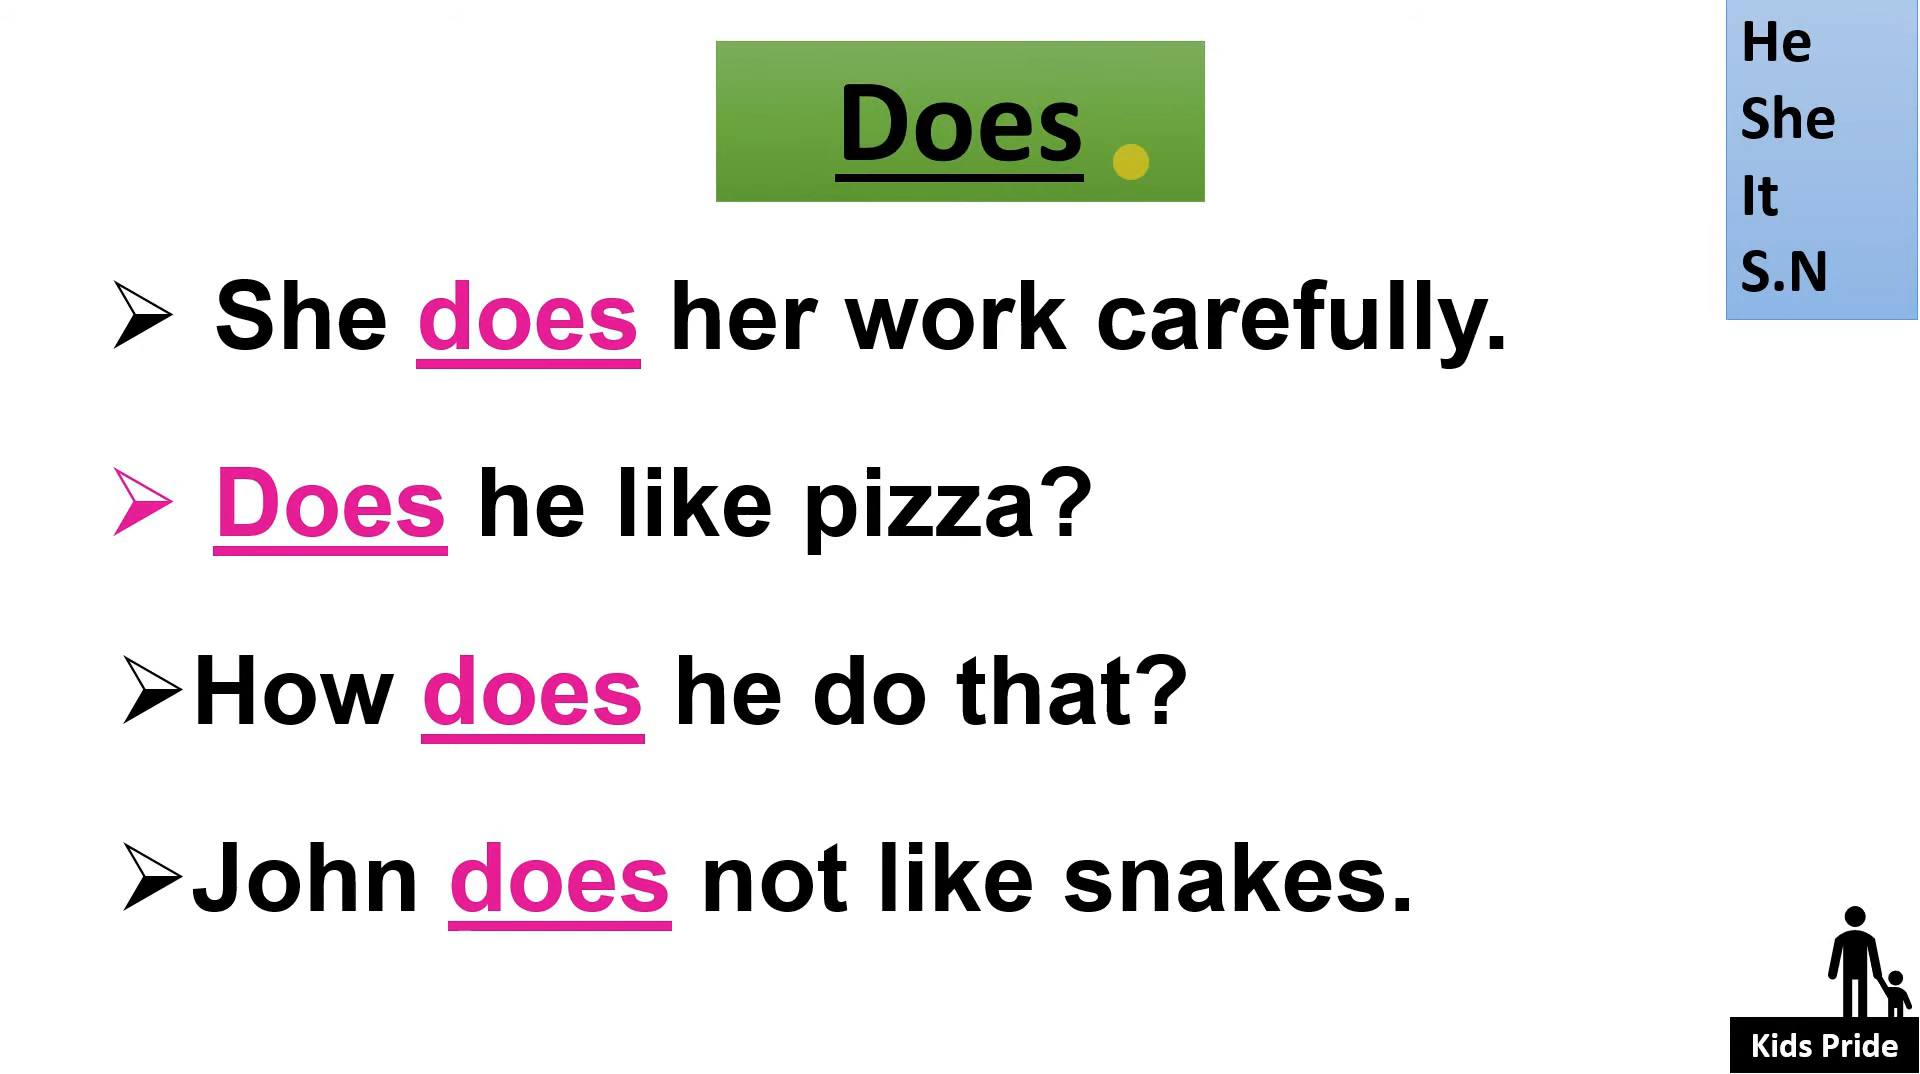 Does
He
She
It
S.N
She does her work carefully.
Does he like pizza?
How does he do that?
John does not like snakes.
Kids Pride